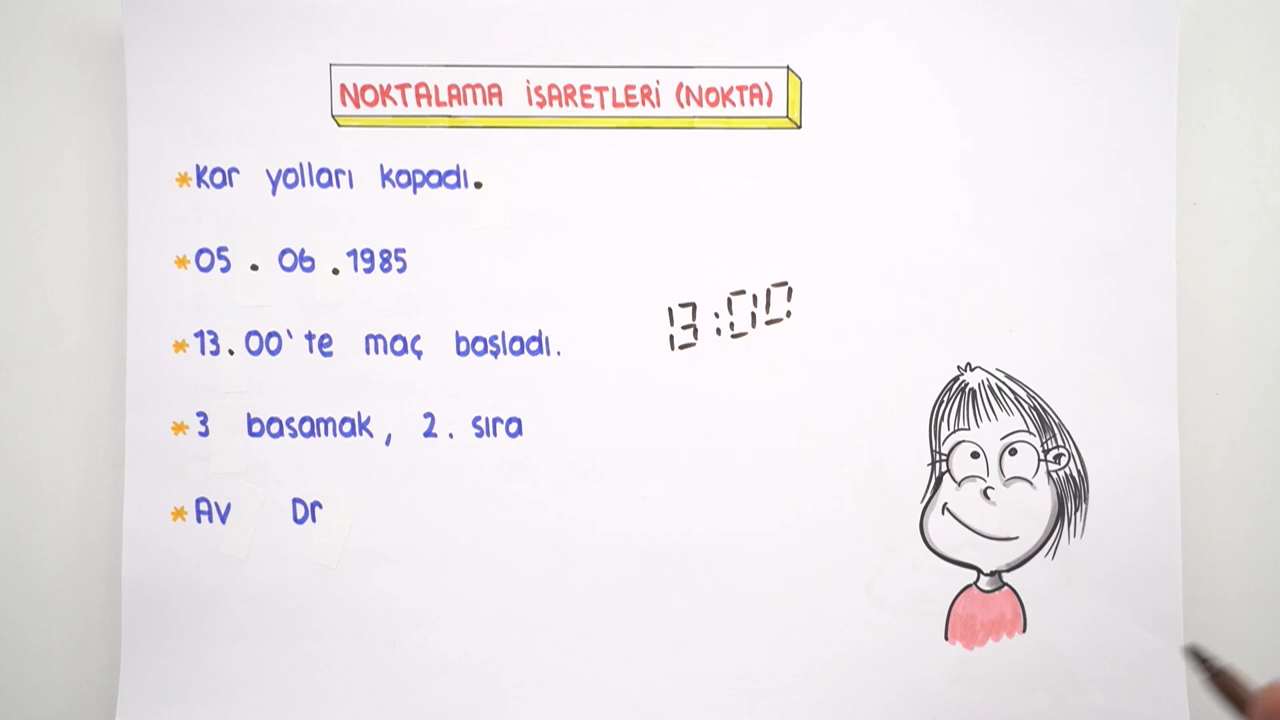 NOKTALAMA İŞARETLERİ (NOKTA)
*Kar yolları kapadı.
*05 . 06 .1985
*13.00'te maç başladı.
13:00
*3 basamak, 2. sıra
*Av Dr